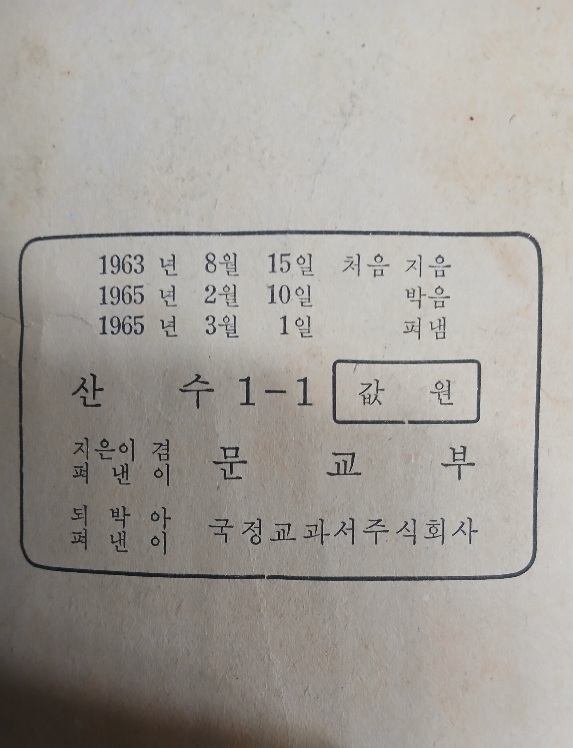 1963 년 8월 15일 처음 지음
1965 년 2월 10일 박음
1965 년 3월 1일 펴냄
산 수 1-1 값 원
지은이 겸
펴 낸 이 문 교 부
되 박 아
펴 낸 이 국정교과서주식회사